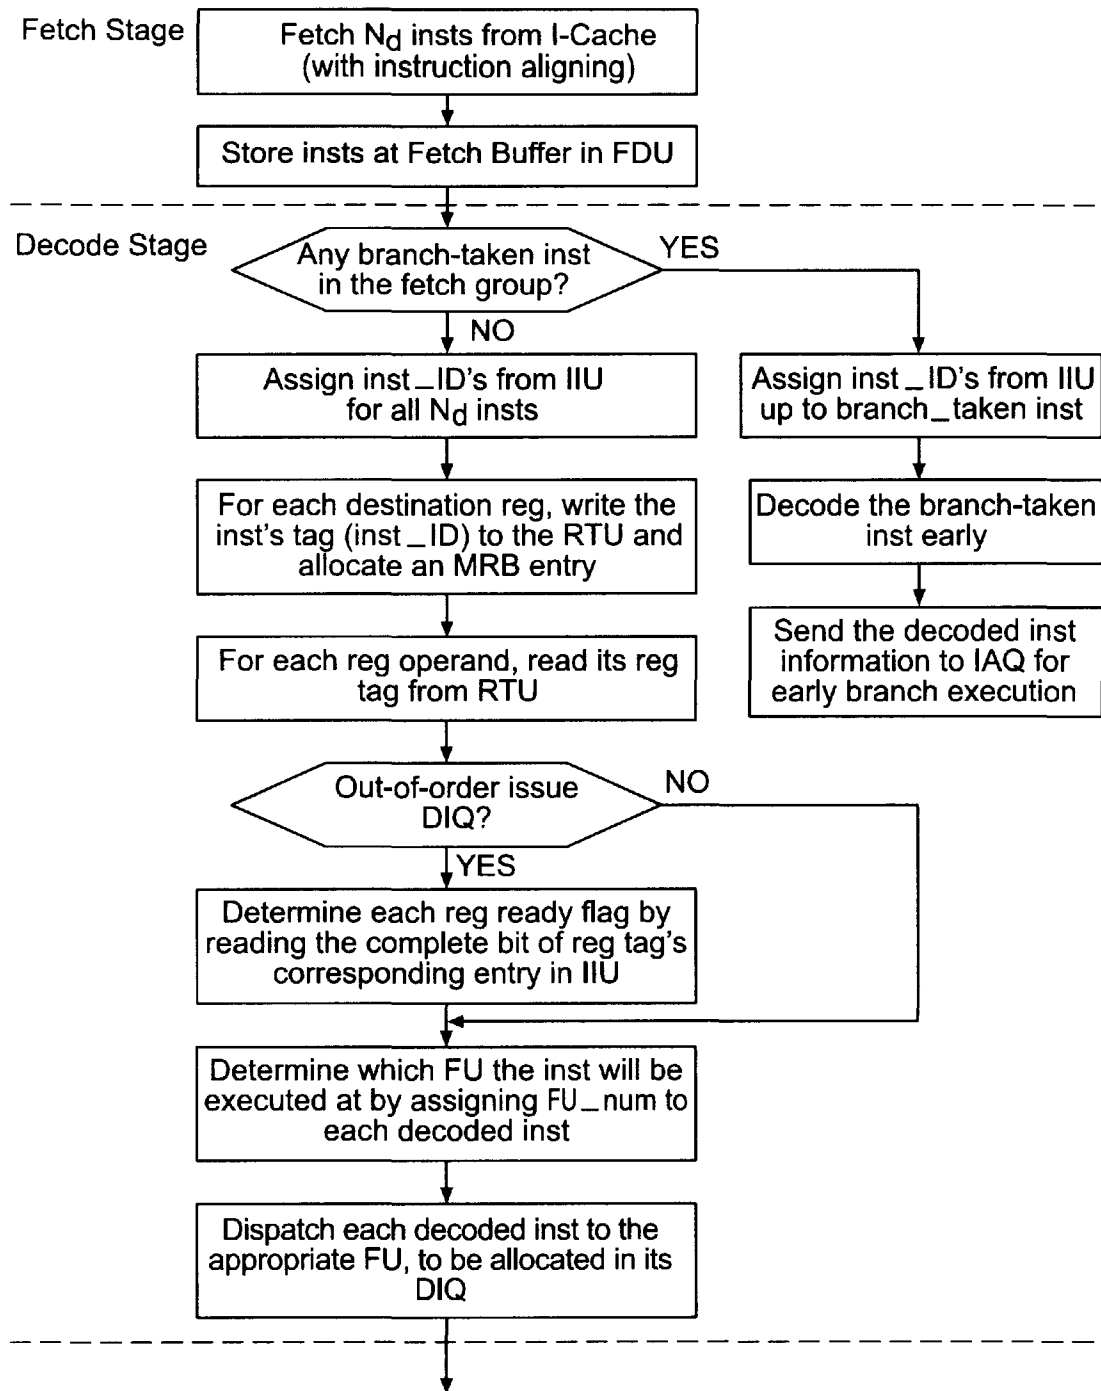 Fetch Stage
Fetch Nd insts from I-Cache
(with instruction aligning)
Store insts at Fetch Buffer in FDU
Decode Stage
Any branch-taken inst
in the fetch group?
YES
NO
Assign inst_ID's from IIU
for all Nd insts
Assign inst_ID's from IIU
up to branch_taken inst
For each destination reg, write the
inst's tag (inst_ID) to the RTU and
allocate an MRB entry
Decode the branch-taken
inst early
Send the decoded inst
information to IAQ for
early branch execution
For each reg operand, read its reg
tag from RTU
Out-of-order issue
DIQ?
NO
YES
Determine each reg ready flag by
reading the complete bit of reg tag's
corresponding entry in IIU
Determine which FU the inst will be
executed at by assigning FU_num to
each decoded inst
Dispatch each decoded inst to the
appropriate FU, to be allocated in its
DIQ